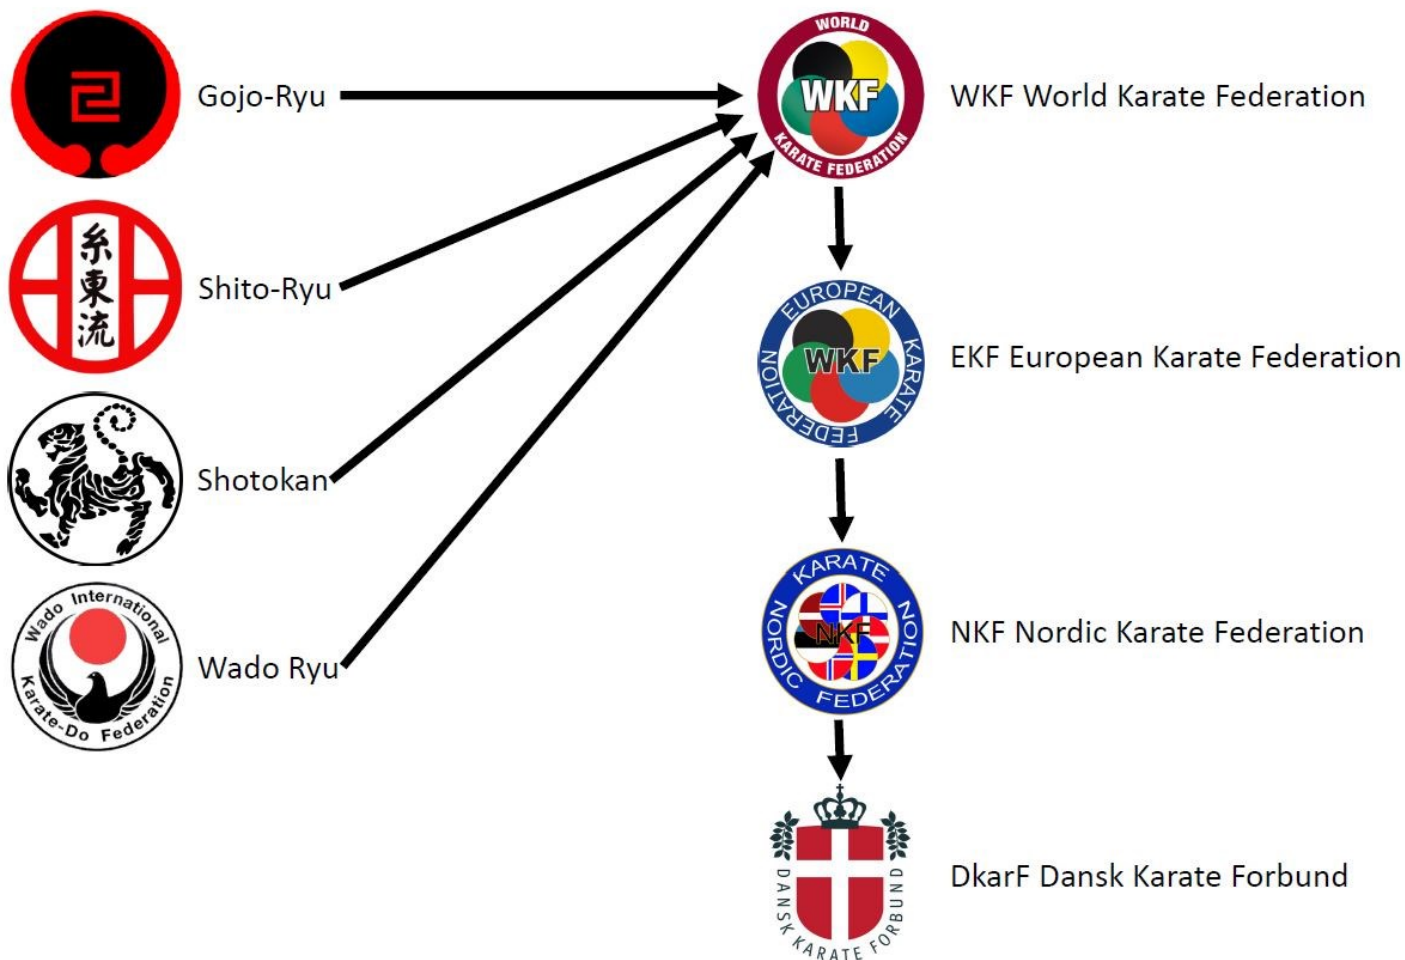 Gojo-Ryu
WORLD
WKF
KARATE FEDERATION
WKF World Karate Federation
糸東流
Shito-Ryu
EUROPEAN KARATE FEDERATION
WKF
EKF European Karate Federation
Shotokan
KARATE
NORDIC FEDERATION
NKF
NKF Nordic Karate Federation
Wado International
Karate-Do Federation
Wado Ryu
DANSK KARATE FORBUND
DkarF Dansk Karate Forbund